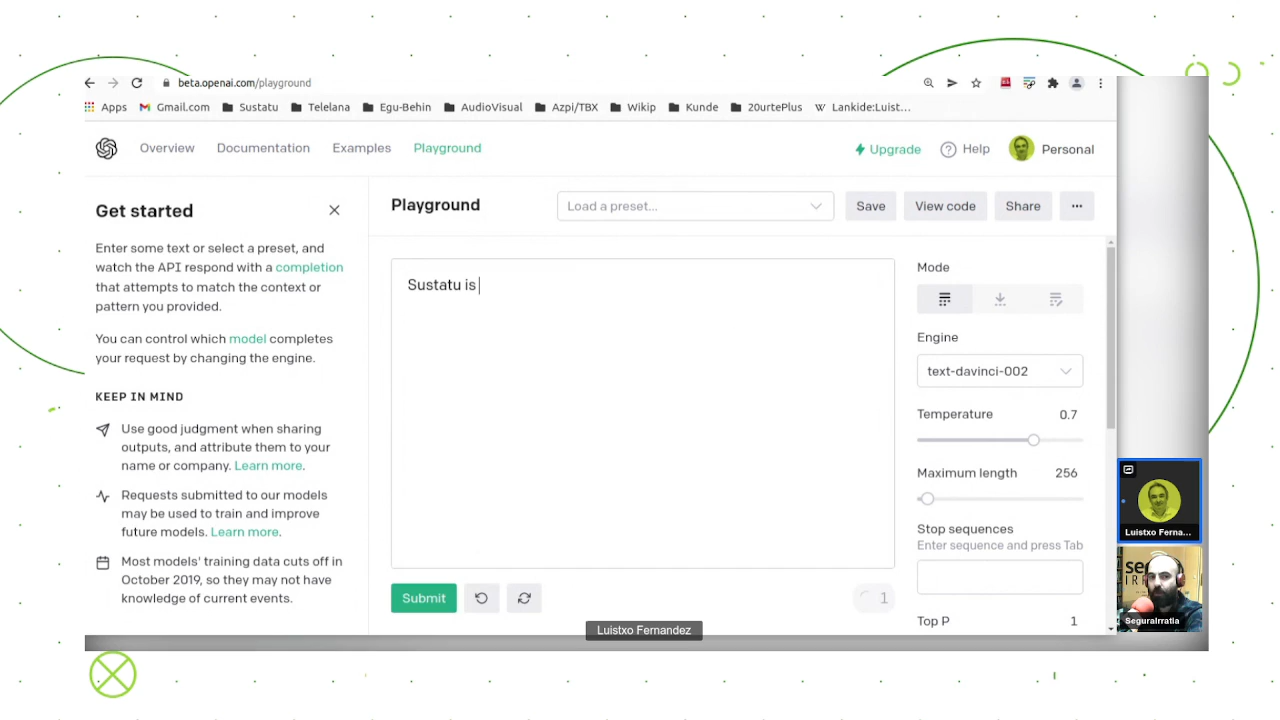 beta.openai.com/playground
Apps Gmail.com Sustatu Telelana Egu-Behin AudioVisual Azpi/TBX Wikip Kunde 20urtePlus Lankide:Luist...
Overview Documentation Examples Playground Upgrade Help Personal
Get started
Enter some text or select a preset, and
watch the API respond with a completion
that attempts to match the context or
pattern you provided.
You can control which model completes
your request by changing the engine.
KEEP IN MIND
Use good judgment when sharing
outputs, and attribute them to your
name or company. Learn more.
Requests submitted to our models
may be used to train and improve
future models. Learn more.
Most models' training data cuts off in
October 2019, so they may not have
knowledge of current events.
Playground Load a preset... Save View code Share ...
Sustatu is
Submit
1
Mode
Engine
text-davinci-002
Temperature 0.7
Maximum length 256
Stop sequences
Enter sequence and press Tab
Top P 1
Luistxo Fernandez
Luistxo Ferna...
SeguraIrratia